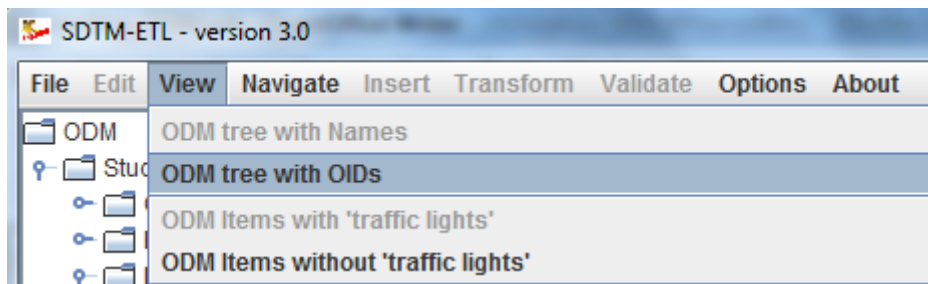 SDTM-ETL - version 3.0
File Edit View Navigate Insert Transform Validate Options About
ODM
ODM tree with Names
Stud
ODM tree with OIDs
ODM Items with 'traffic lights'
ODM Items without 'traffic lights'